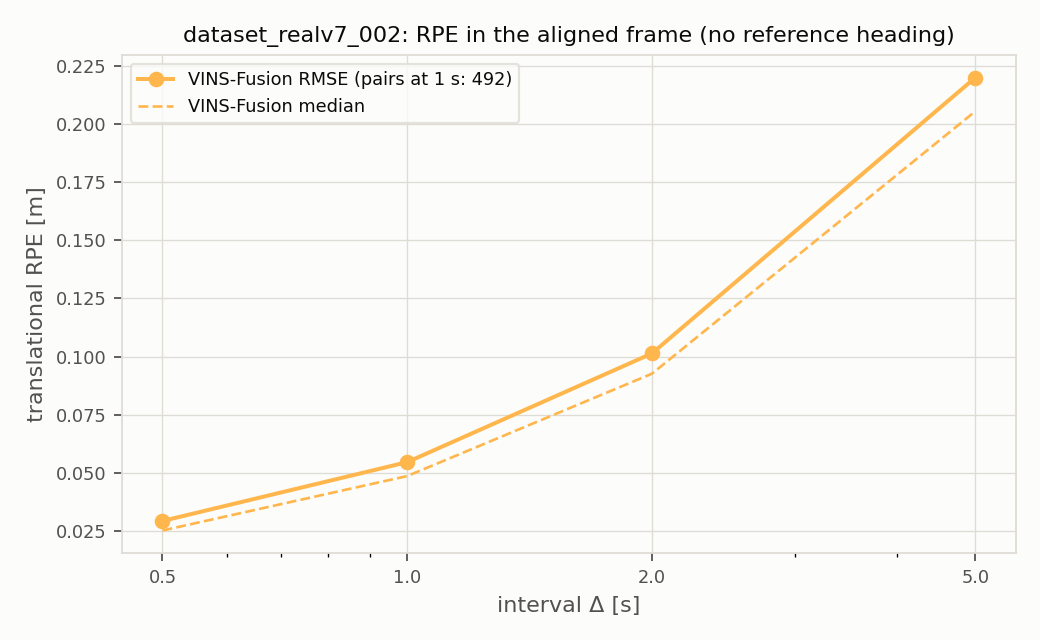 dataset_realv7_002: RPE in the aligned frame (no reference heading)
VINS-Fusion RMSE (pairs at 1 s: 492)
VINS-Fusion median
translational RPE [m]
0.225
0.200
0.175
0.150
0.125
0.100
0.075
0.050
0.025
0.5
1.0
2.0
5.0
interval Δ [s]